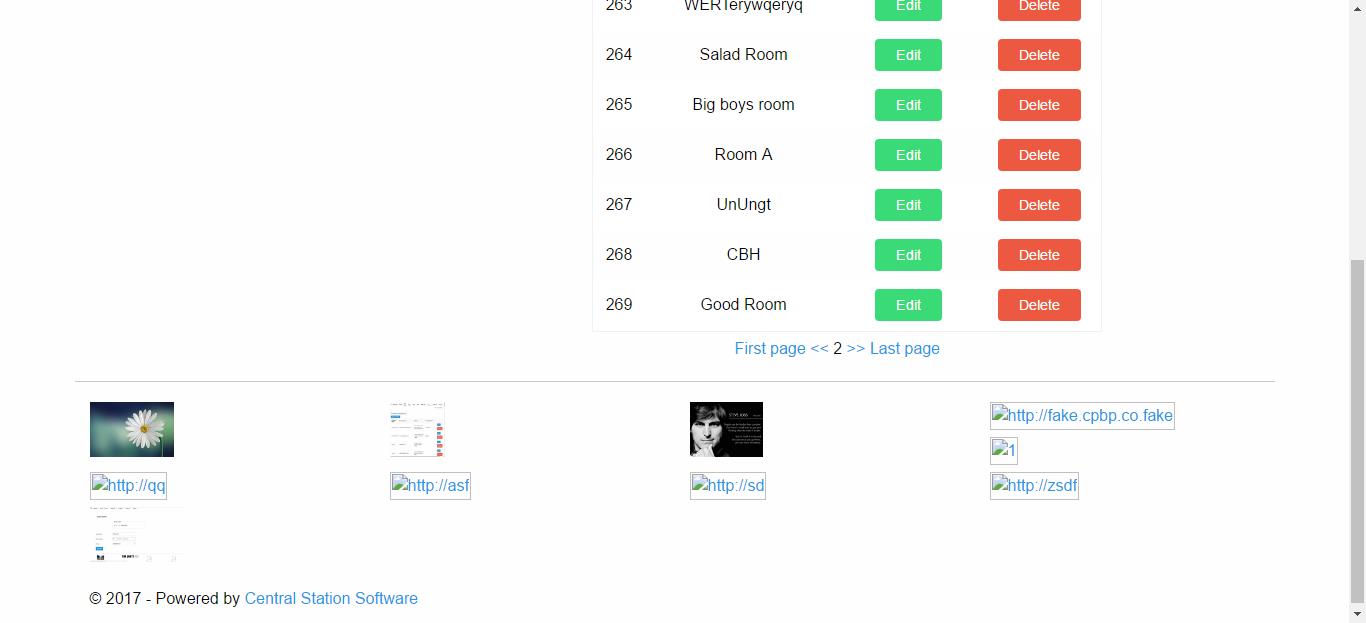 263 WERTerywqeryq Edit Delete
264 Salad Room Edit Delete
265 Big boys room Edit Delete
266 Room A Edit Delete
267 UnUngt Edit Delete
268 CBH Edit Delete
269 Good Room Edit Delete
First page << 2 >> Last page
STEVE JOBS
http://fake.cpbp.co.fake
1
http://qq
http://asf
http://sd
http://zsdf
© 2017 - Powered by Central Station Software